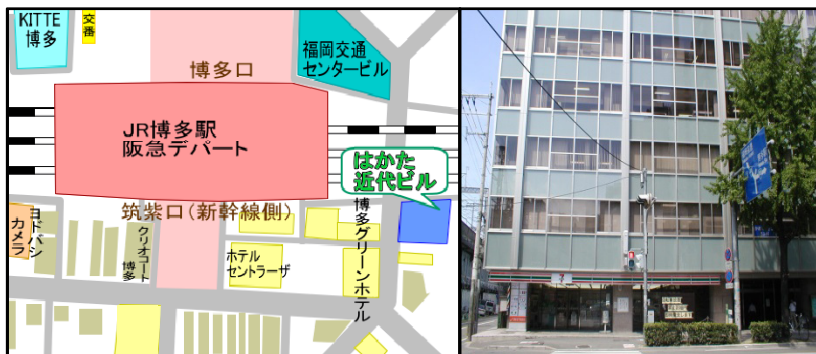 KITTE
博多
交番
福岡交通
センタービル
博多口
JR博多駅
阪急デパート
はかた
近代ビル
筑紫口(新幹線側)
ヨドバシ
カメラ
クリオコート
博多
ホテル
セントラーザ
博多グリーンホテル
7